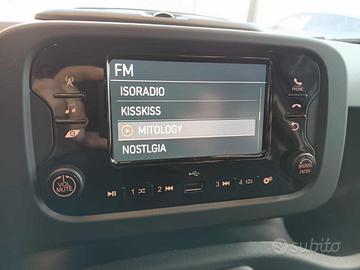 FM
ISORADIO
KISSKISS
MITOLOGY
NOSTLGIA
PHONE
VOL
MUTE
BROWSE
ENTER
1
2
3
4
subito